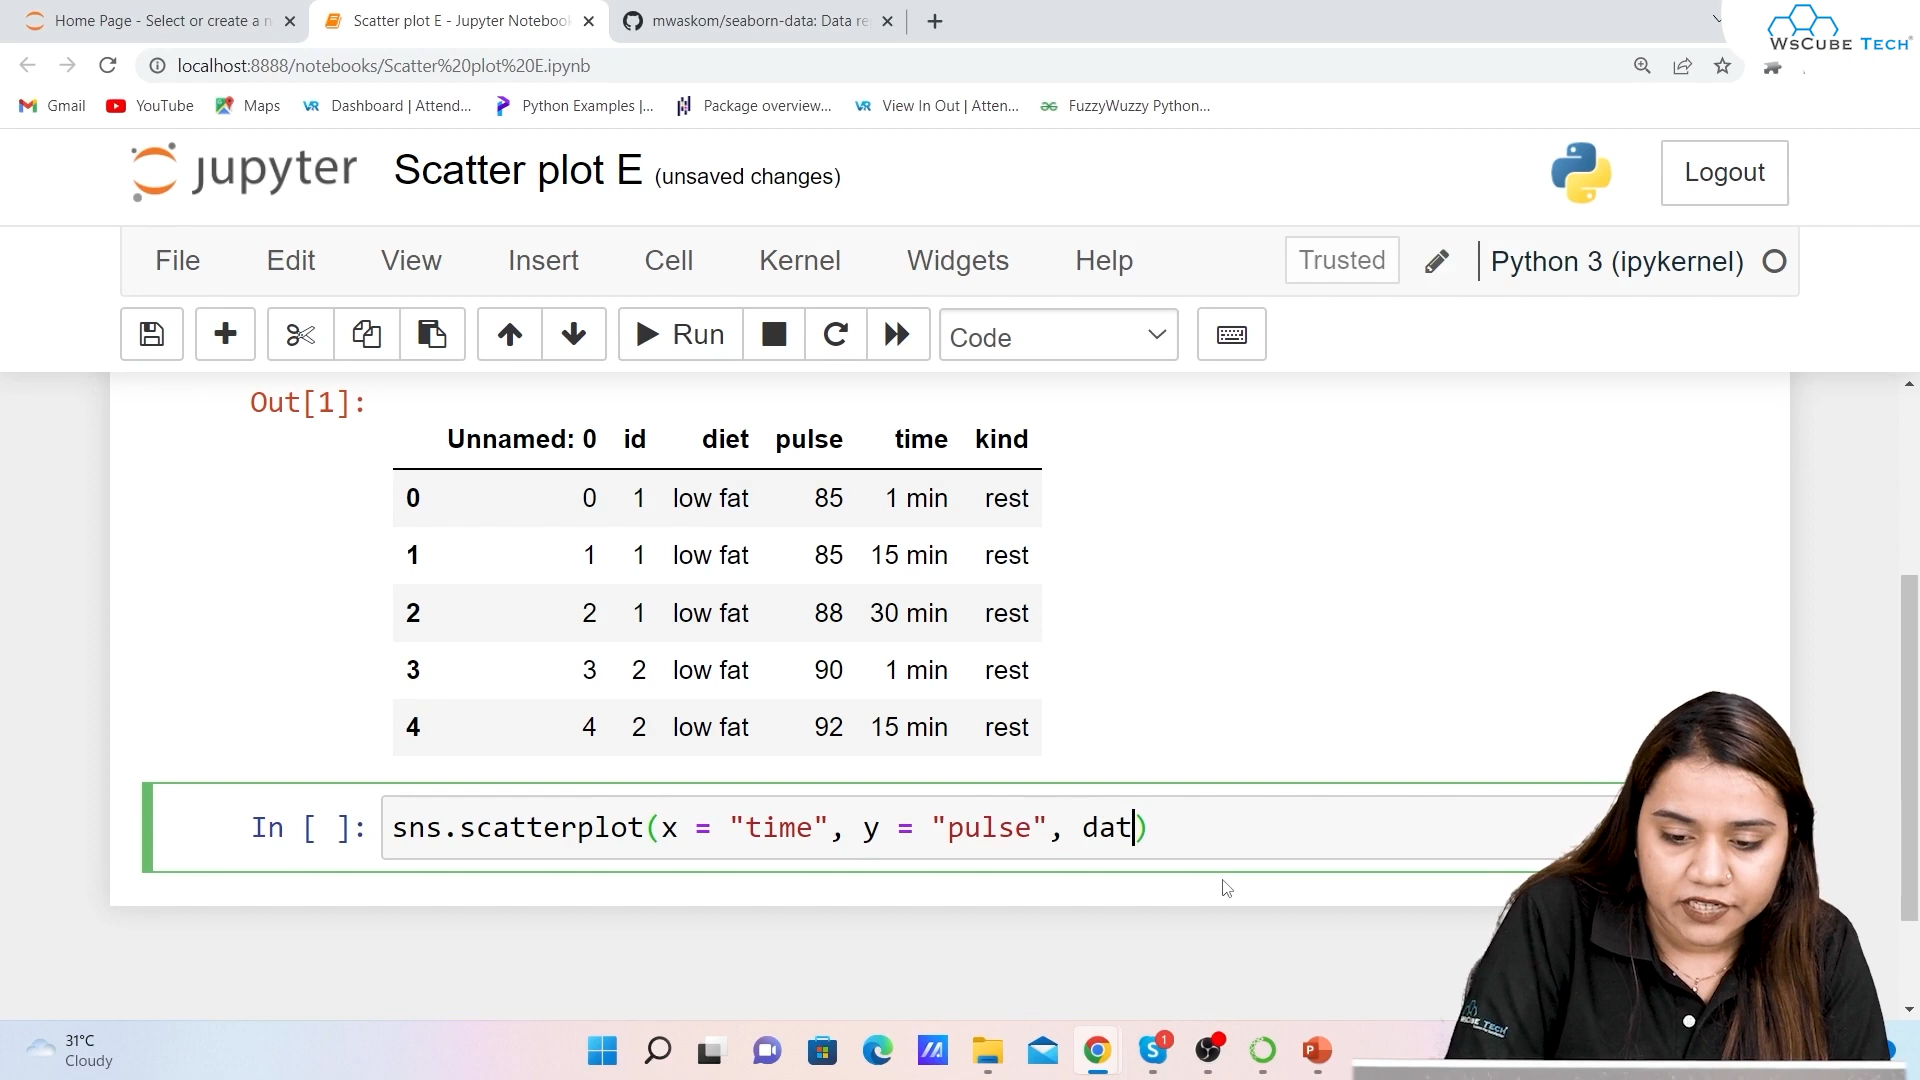 Home Page - Select or create a n
Scatter plot E - Jupyter Notebook
mwaskom/seaborn-data: Data re
WsCube Tech
localhost:8888/notebooks/Scatter%20plot%20E.ipynb
Gmail YouTube Maps VR Dashboard | Attend... Python Examples |... Package overview... VR View In Out | Atten... FuzzyWuzzy Python...
jupyter Scatter plot E (unsaved changes) Logout
File Edit View Insert Cell Kernel Widgets Help Trusted Python 3 (ipykernel)
Run Code
Out[1]:
Unnamed: 0 id diet pulse time kind
0 0 1 low fat 85 1 min rest
1 1 1 low fat 85 15 min rest
2 2 1 low fat 88 30 min rest
3 3 2 low fat 90 1 min rest
4 4 2 low fat 92 15 min rest
In [ ]: sns.scatterplot(x = "time", y = "pulse", dat)
31°C
Cloudy
1